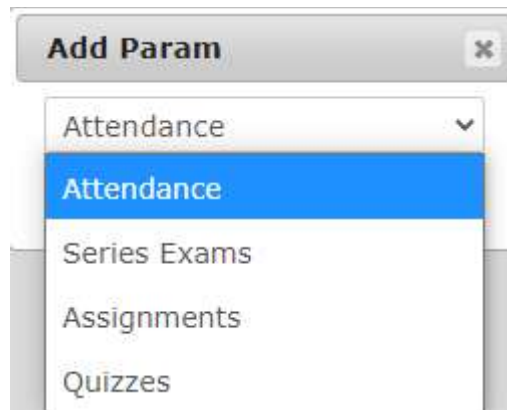 Add Param
Attendance
Attendance
Series Exams
Assignments
Quizzes